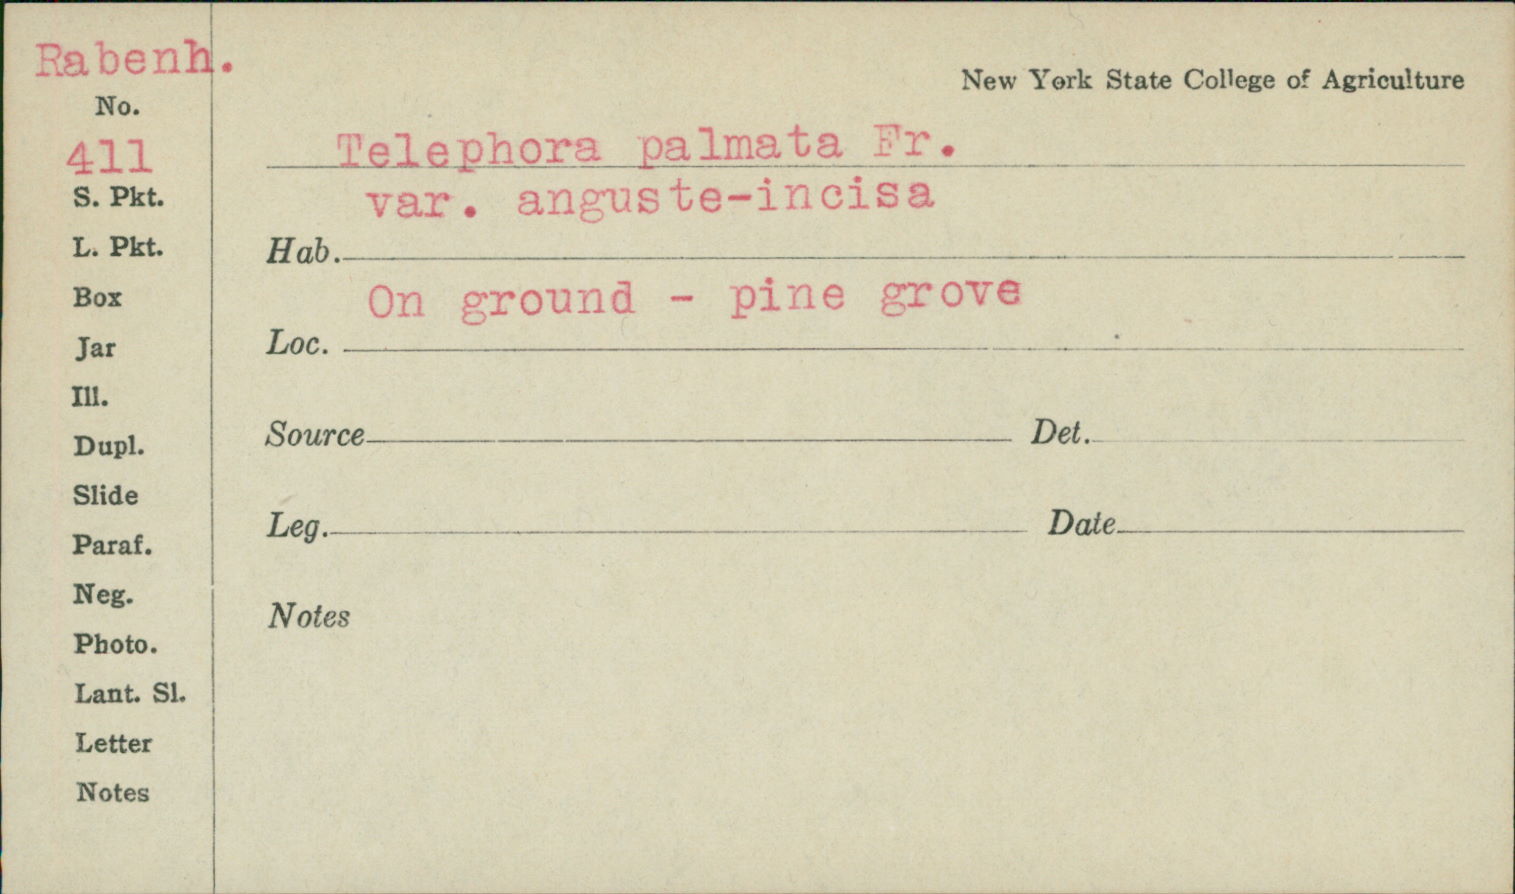 Rabenh.
No.
411
S. Pkt.
L. Pkt.
Box
Jar
Ill.
Dupl.
Slide
Paraf.
Neg.
Photo.
Lant. Sl.
Letter
Notes
New York State College of Agriculture
Telephora palmata Fr.
var. anguste-incisa
Hab.
On ground - pine grove
Loc.
Source Det.
Leg. Date
Notes